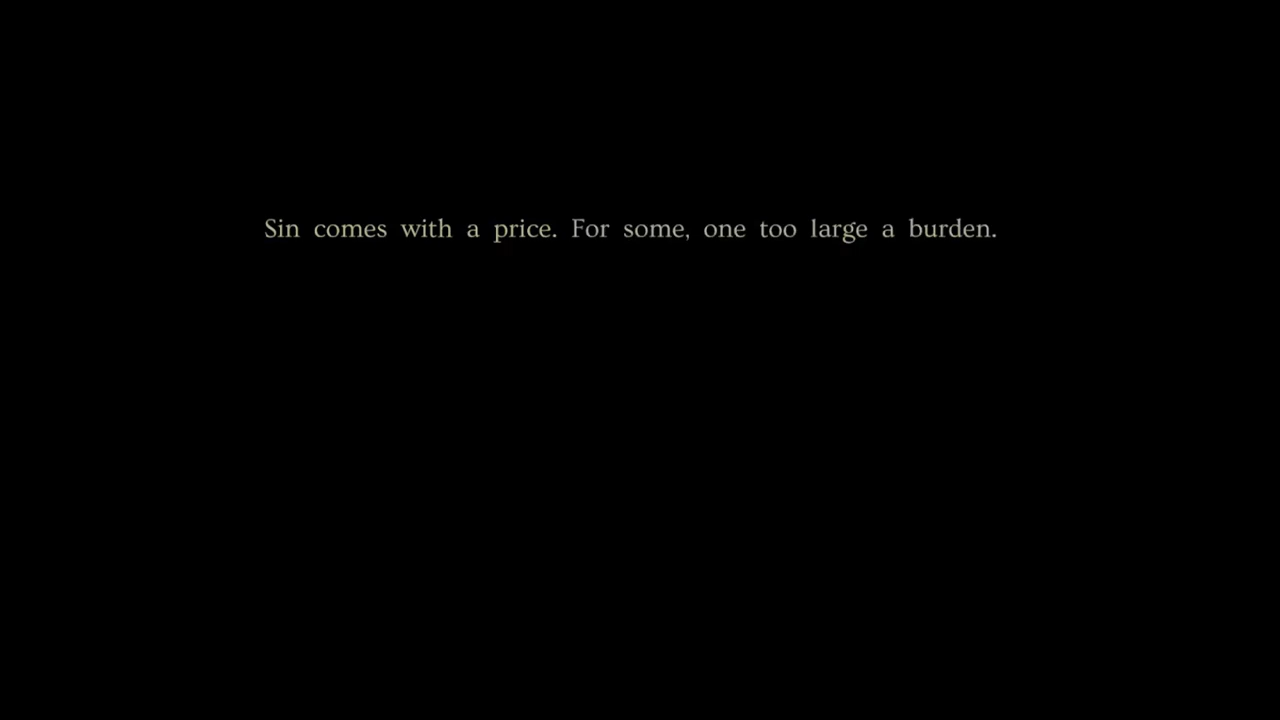 Sin comes with a price. For some, one too large a burden.